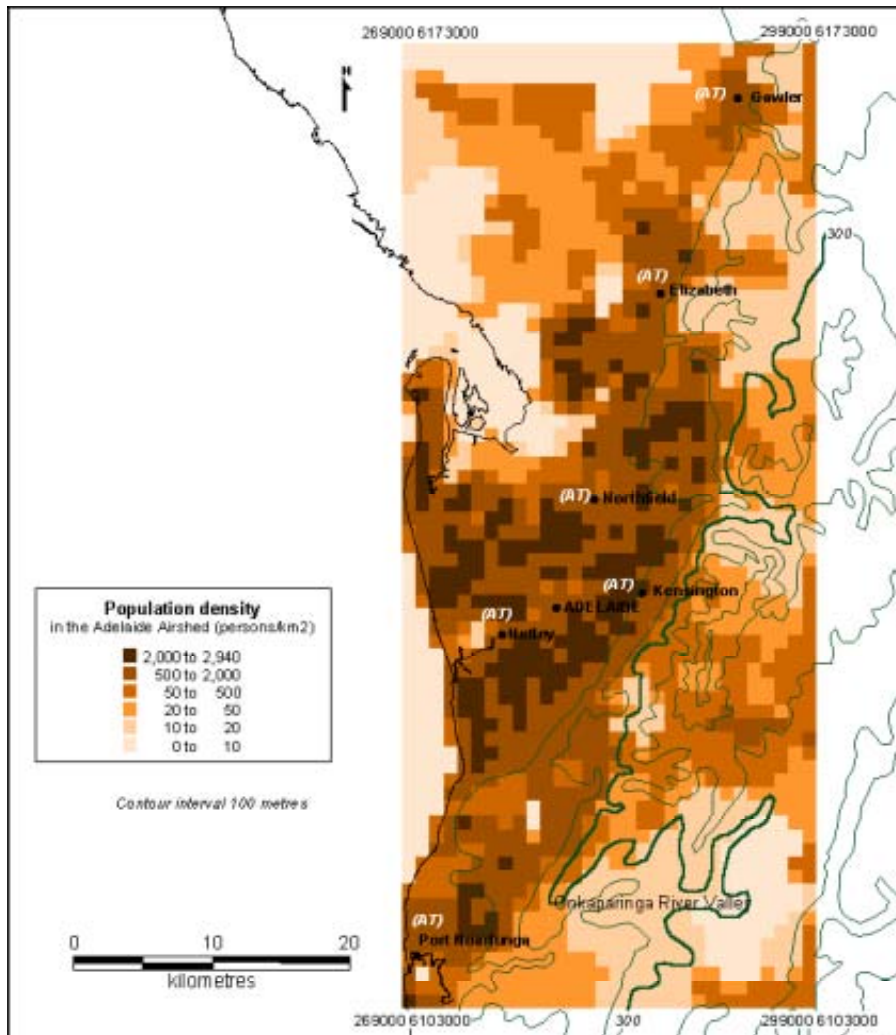 269000 6173000
299000 6173000
N
(AT) Gawler
300
(AT)
Elizabeth
(AT) Northfield
(AT) Kensington
ADELAIDE
(AT)
Netley
Population density
in the Adelaide Airshed (persons/km2)
2,000 to 2,940
500 to 2,000
50 to 500
20 to 50
10 to 20
0 to 10
Contour interval 100 metres
Onkaparinga River Valley
(AT)
Port Noarlunga
0 10 20
kilometres
269000 6103000
300
299000 6103000